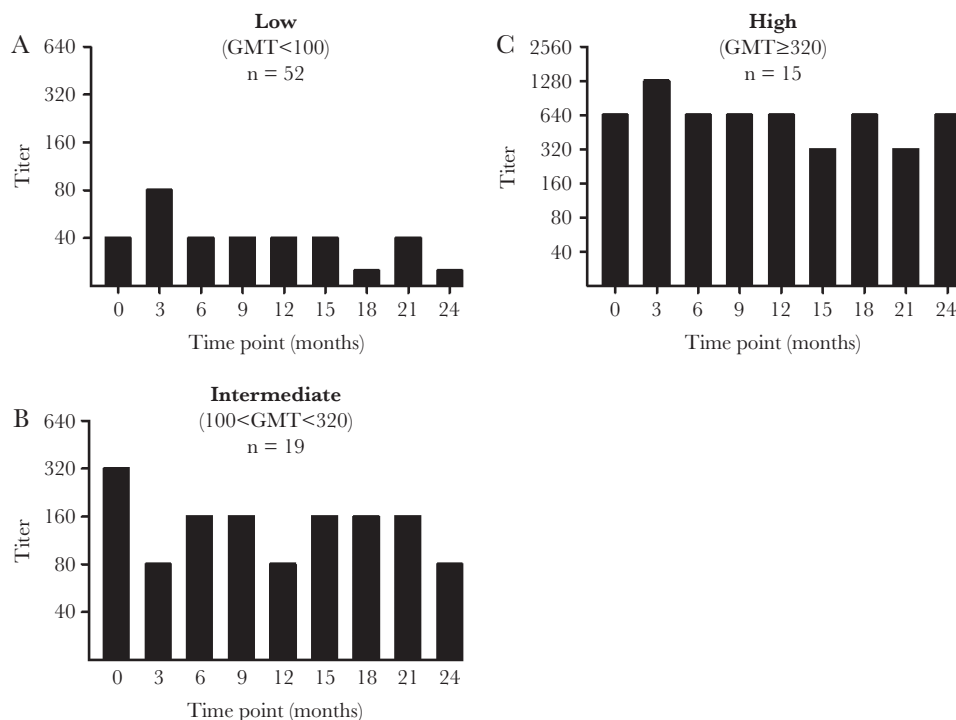 A
Low
(GMT<100)
n = 52
640
320
160
80
40
Titer
0 3 6 9 12 15 18 21 24
Time point (months)
C
High
(GMT≥320)
n = 15
2560
1280
640
320
160
80
40
Titer
0 3 6 9 12 15 18 21 24
Time point (months)
B
Intermediate
(100<GMT<320)
n = 19
640
320
160
80
40
Titer
0 3 6 9 12 15 18 21 24
Time point (months)